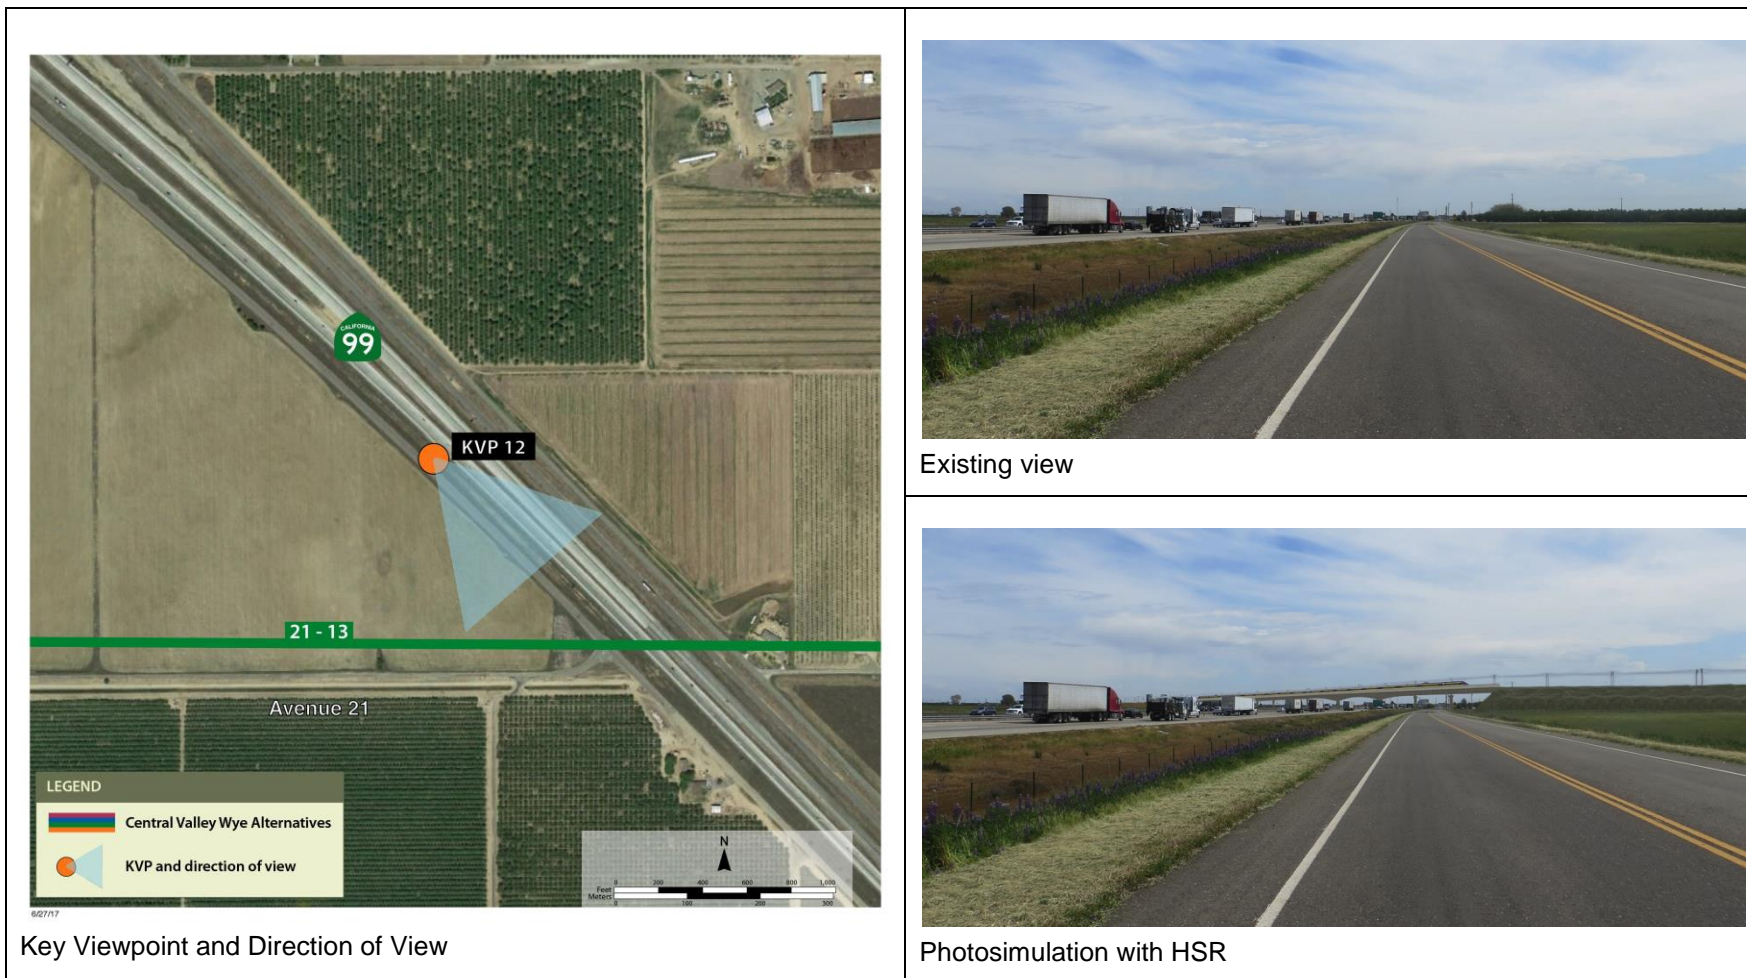 CALIFORNIA
99
KVP 12
21 - 13
Avenue 21
LEGEND
Central Valley Wye Alternatives
KVP and direction of view
N
Feet 0 200 400 600 800 1,000
Meters 0 100 200 300
6/27/17
Key Viewpoint and Direction of View
Existing view
Photosimulation with HSR